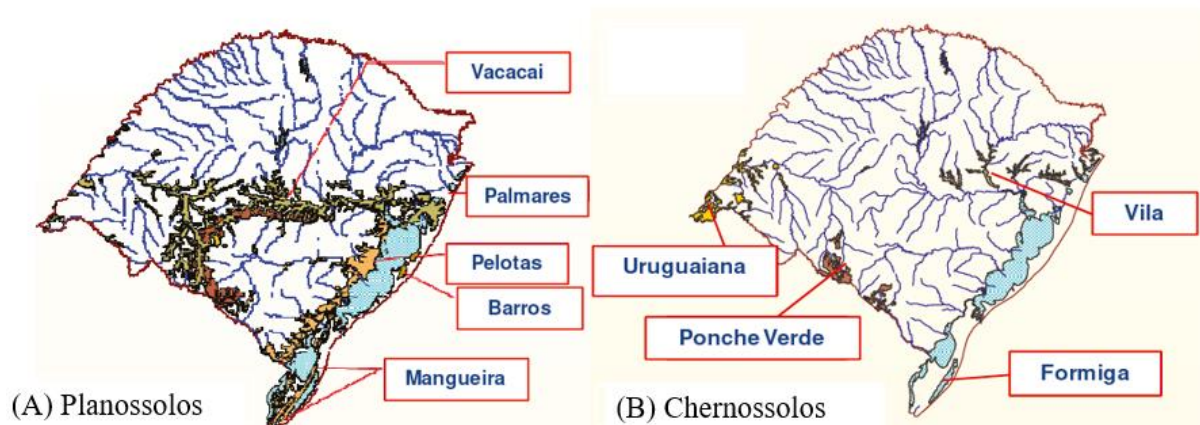 Vacacai
Palmares
Pelotas
Barros
Mangueira
(A) Planossolos
Vila
Uruguaiana
Ponche Verde
Formiga
(B) Chernossolos